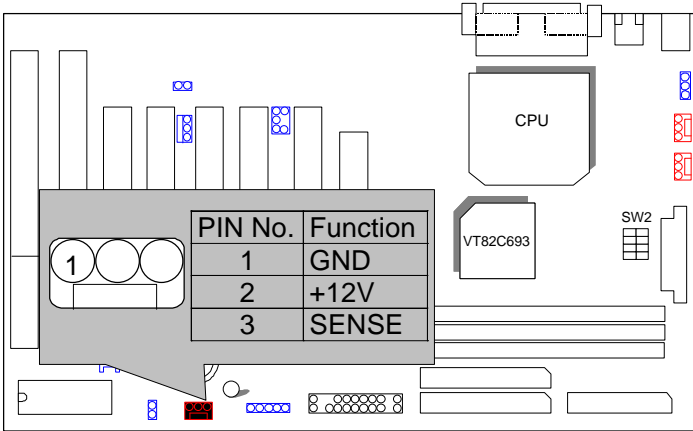 CPU
SW2
VT82C693
PIN No. Function
1
1 GND
2 +12V
3 SENSE